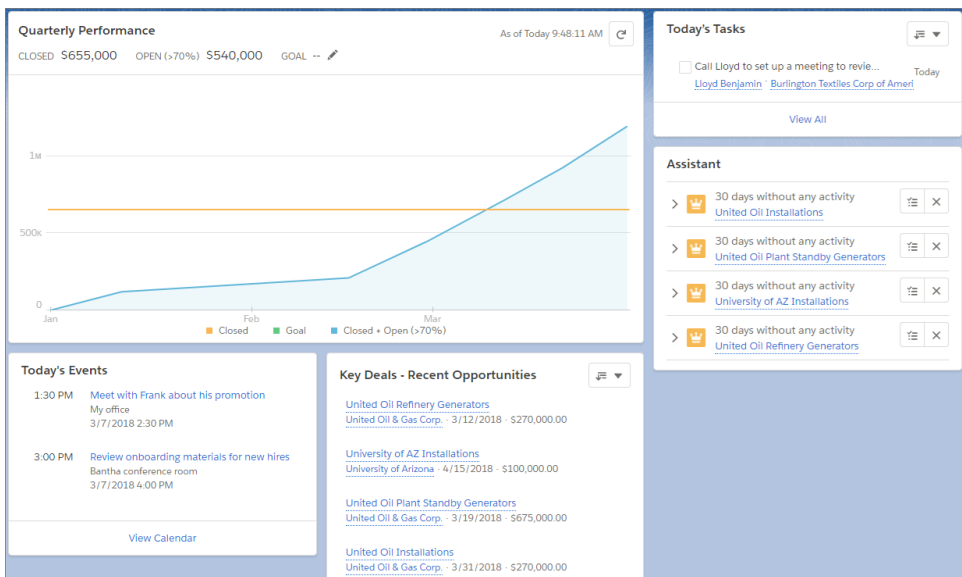 Quarterly Performance
As of Today 9:48:11 AM
CLOSED $655,000 OPEN (>70%) $540,000 GOAL --
1M
500K
0
Jan Feb Mar
Closed Goal Closed + Open (>70%)
Today's Tasks
Call Lloyd to set up a meeting to revie...
Today
Lloyd Benjamin · Burlington Textiles Corp of Ameri
View All
Assistant
30 days without any activity
United Oil Installations
30 days without any activity
United Oil Plant Standby Generators
30 days without any activity
University of AZ Installations
30 days without any activity
United Oil Refinery Generators
Today's Events
1:30 PM Meet with Frank about his promotion
My office
3/7/2018 2:30 PM
3:00 PM Review onboarding materials for new hires
Bantha conference room
3/7/2018 4:00 PM
View Calendar
Key Deals - Recent Opportunities
United Oil Refinery Generators
United Oil & Gas Corp. · 3/12/2018 · $270,000.00
University of AZ Installations
University of Arizona · 4/15/2018 · $100,000.00
United Oil Plant Standby Generators
United Oil & Gas Corp. · 3/19/2018 · $675,000.00
United Oil Installations
United Oil & Gas Corp. · 3/31/2018 · $270,000.00